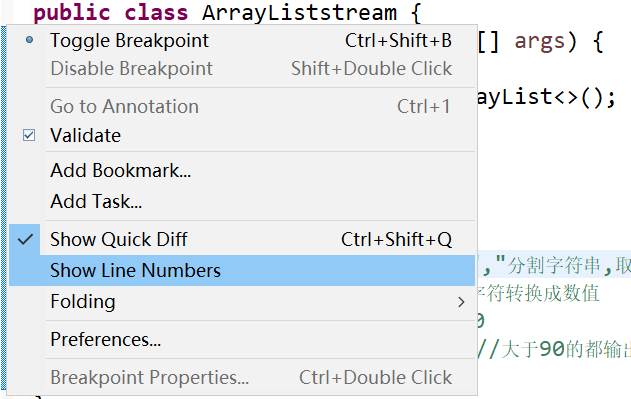 public class ArrayListstream {
Toggle Breakpoint Ctrl+Shift+B
[] args) {
Disable Breakpoint Shift+Double Click
Go to Annotation Ctrl+1
ayList<>();
Validate
Add Bookmark...
Add Task...
Show Quick Diff Ctrl+Shift+Q
Show Line Numbers
","分割字符串,取
Folding
字符转换成数值
0
Preferences...
//大于90的都输出
Breakpoint Properties... Ctrl+Double Click
}